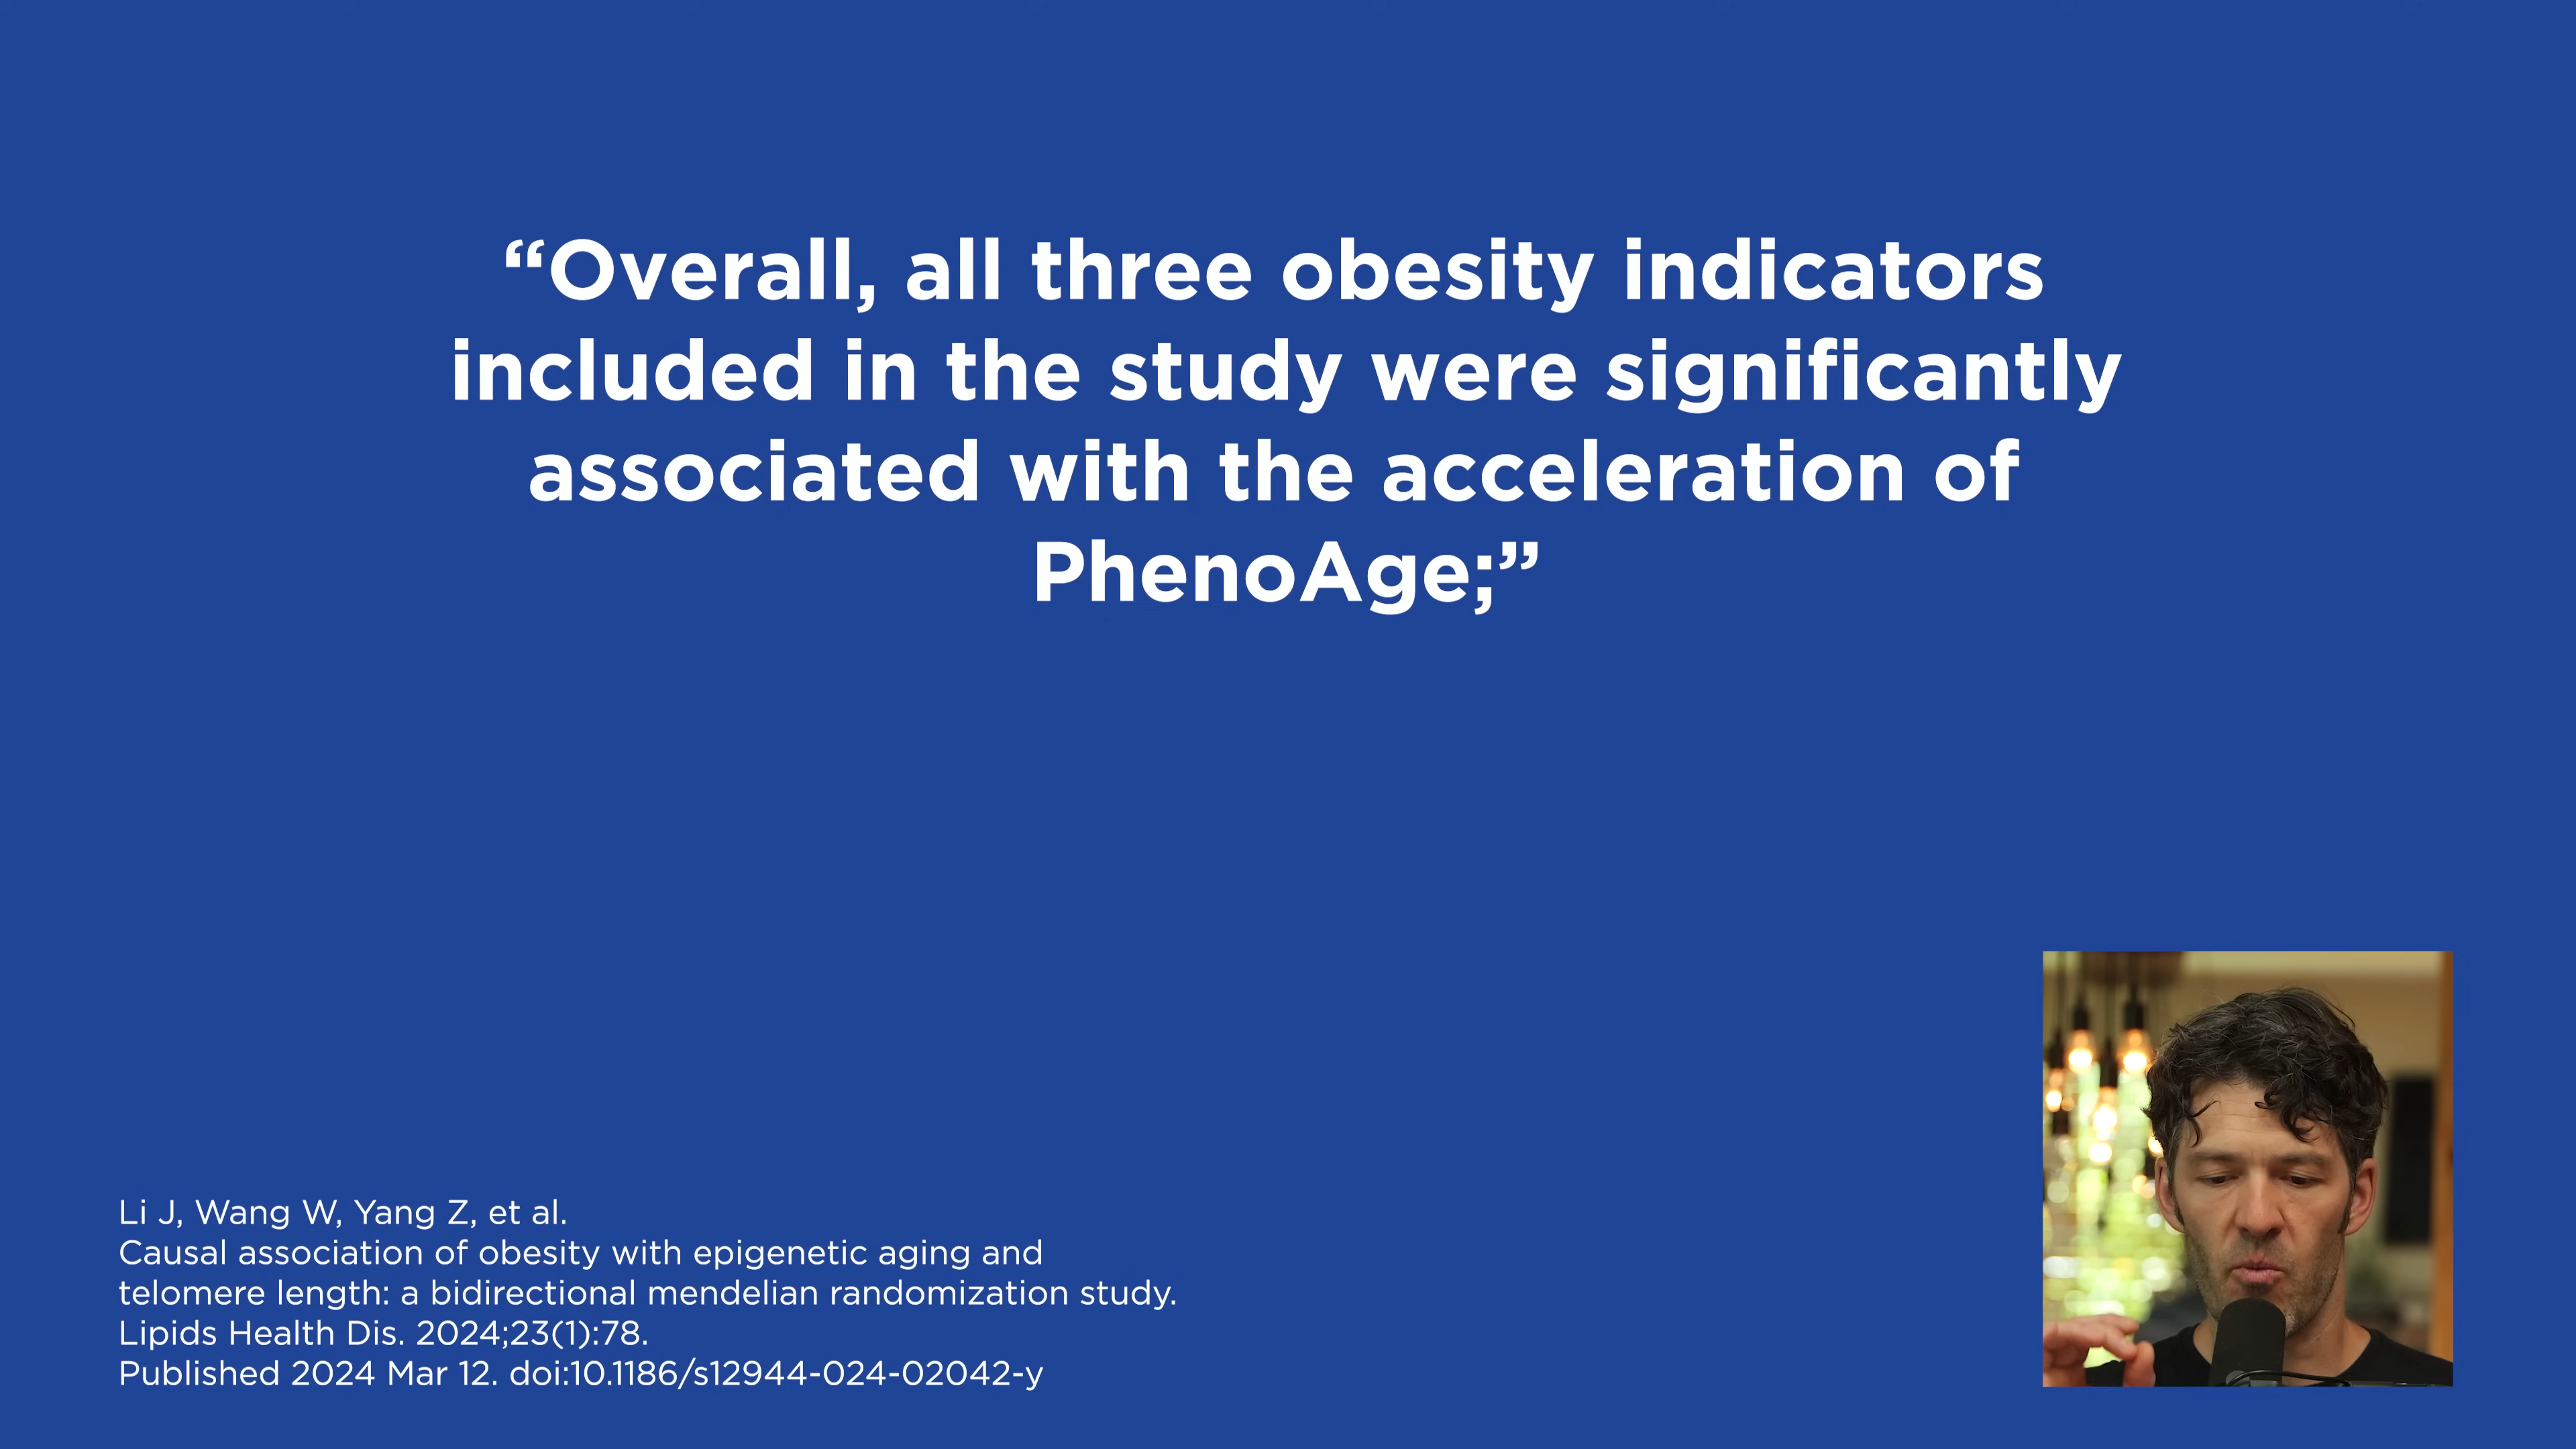 “Overall, all three obesity indicators
included in the study were significantly
associated with the acceleration of
PhenoAge;”
Li J, Wang W, Yang Z, et al.
Causal association of obesity with epigenetic aging and
telomere length: a bidirectional mendelian randomization study.
Lipids Health Dis. 2024;23(1):78.
Published 2024 Mar 12. doi:10.1186/s12944-024-02042-y